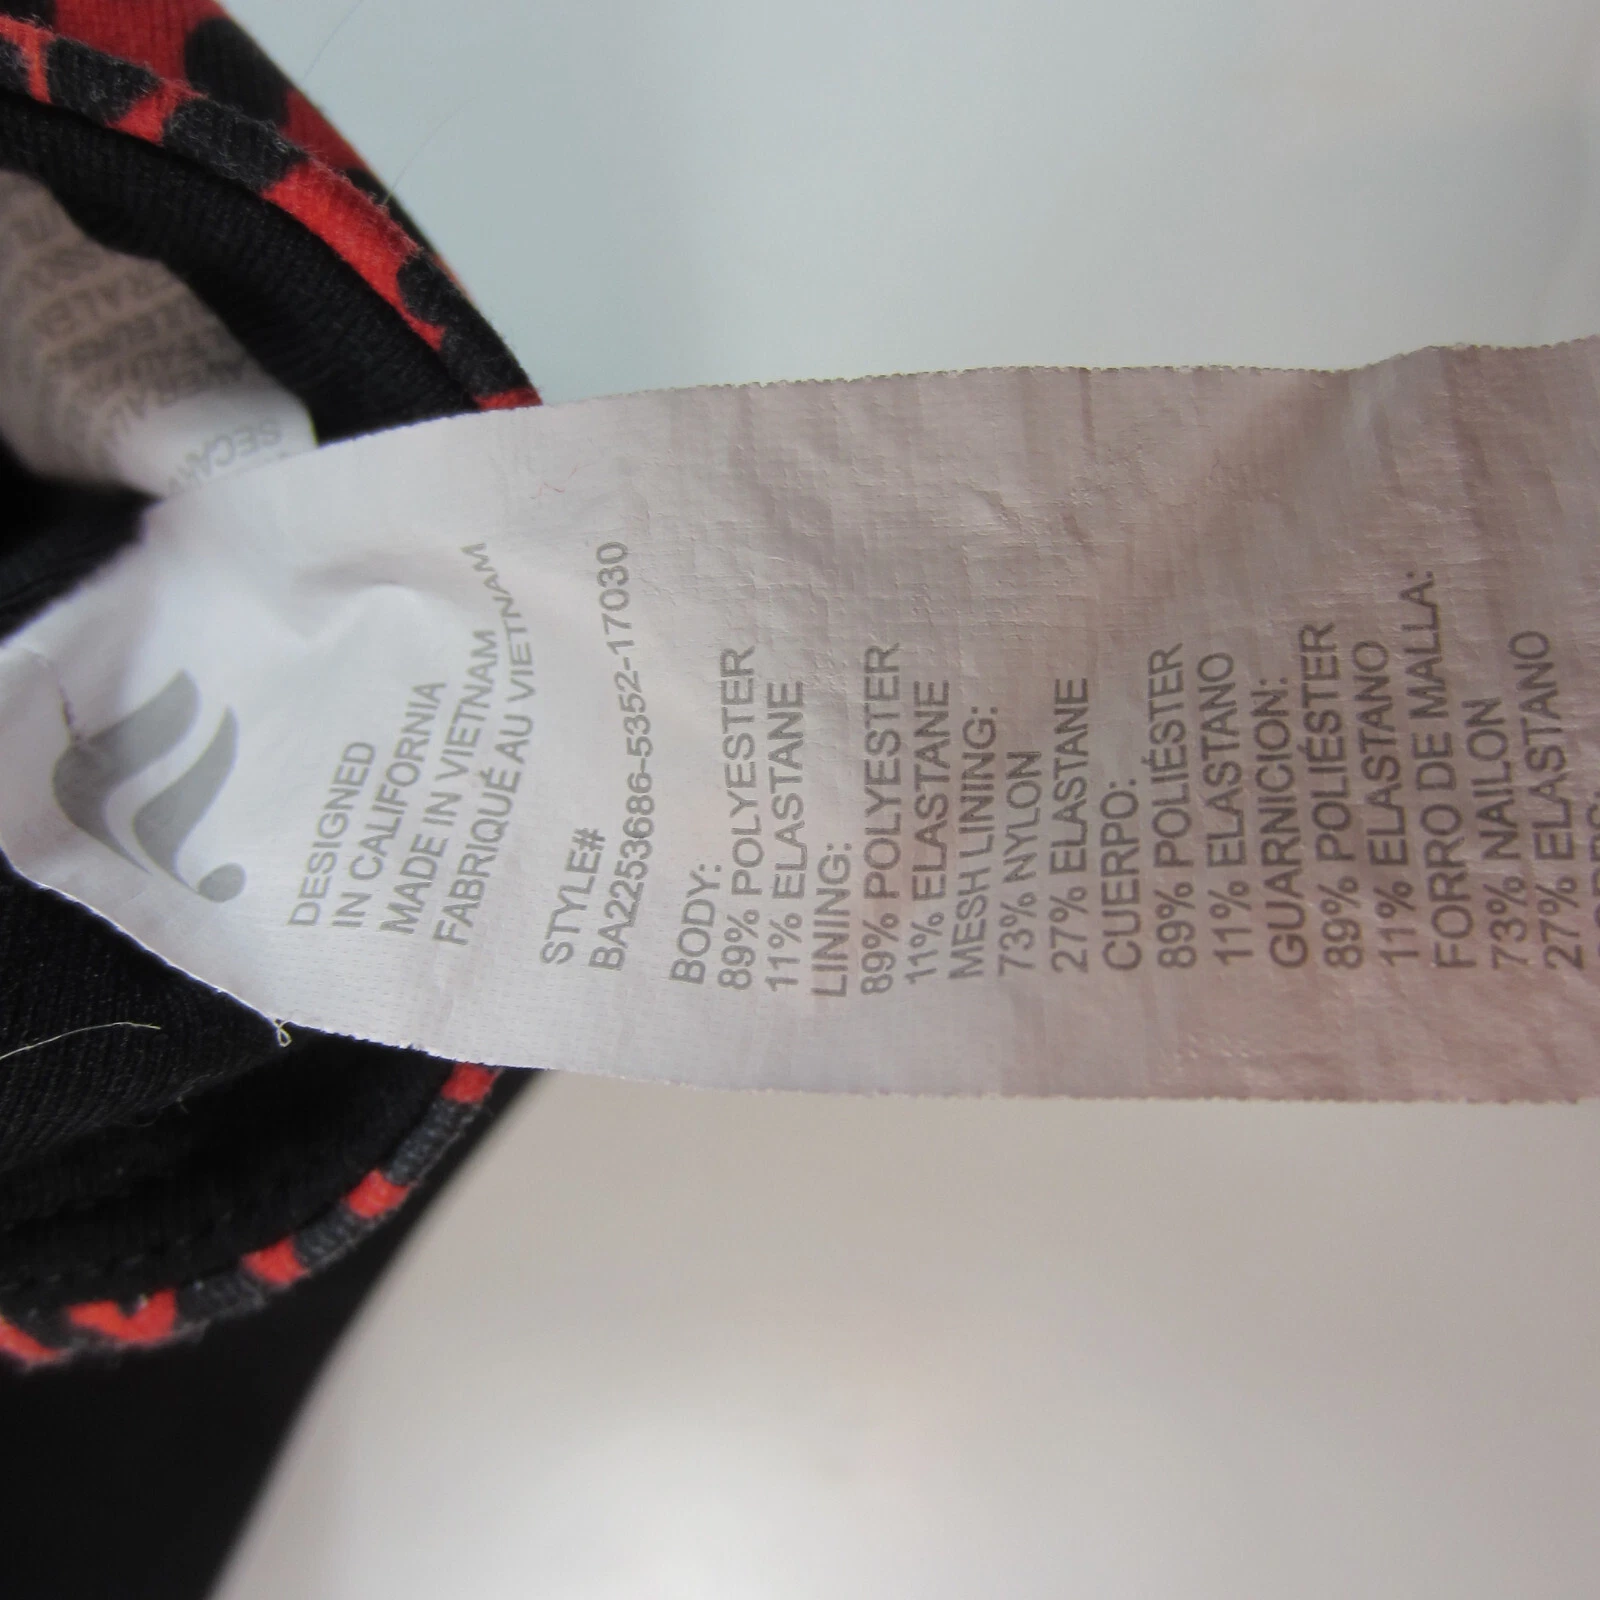 DESIGNED
IN CALIFORNIA
MADE IN VIETNAM
FABRIQUÉ AU VIETNAM
STYLE#
BA2253686-5352-17030
BODY:
89% POLYESTER
11% ELASTANE
LINING:
89% POLYESTER
11% ELASTANE
MESH LINING:
73% NYLON
27% ELASTANE
CUERPO:
89% POLIÉSTER
11% ELASTANO
GUARNICION:
89% POLIÉSTER
11% ELASTANO
FORRO DE MALLA:
73% NAILON
27% ELASTANO